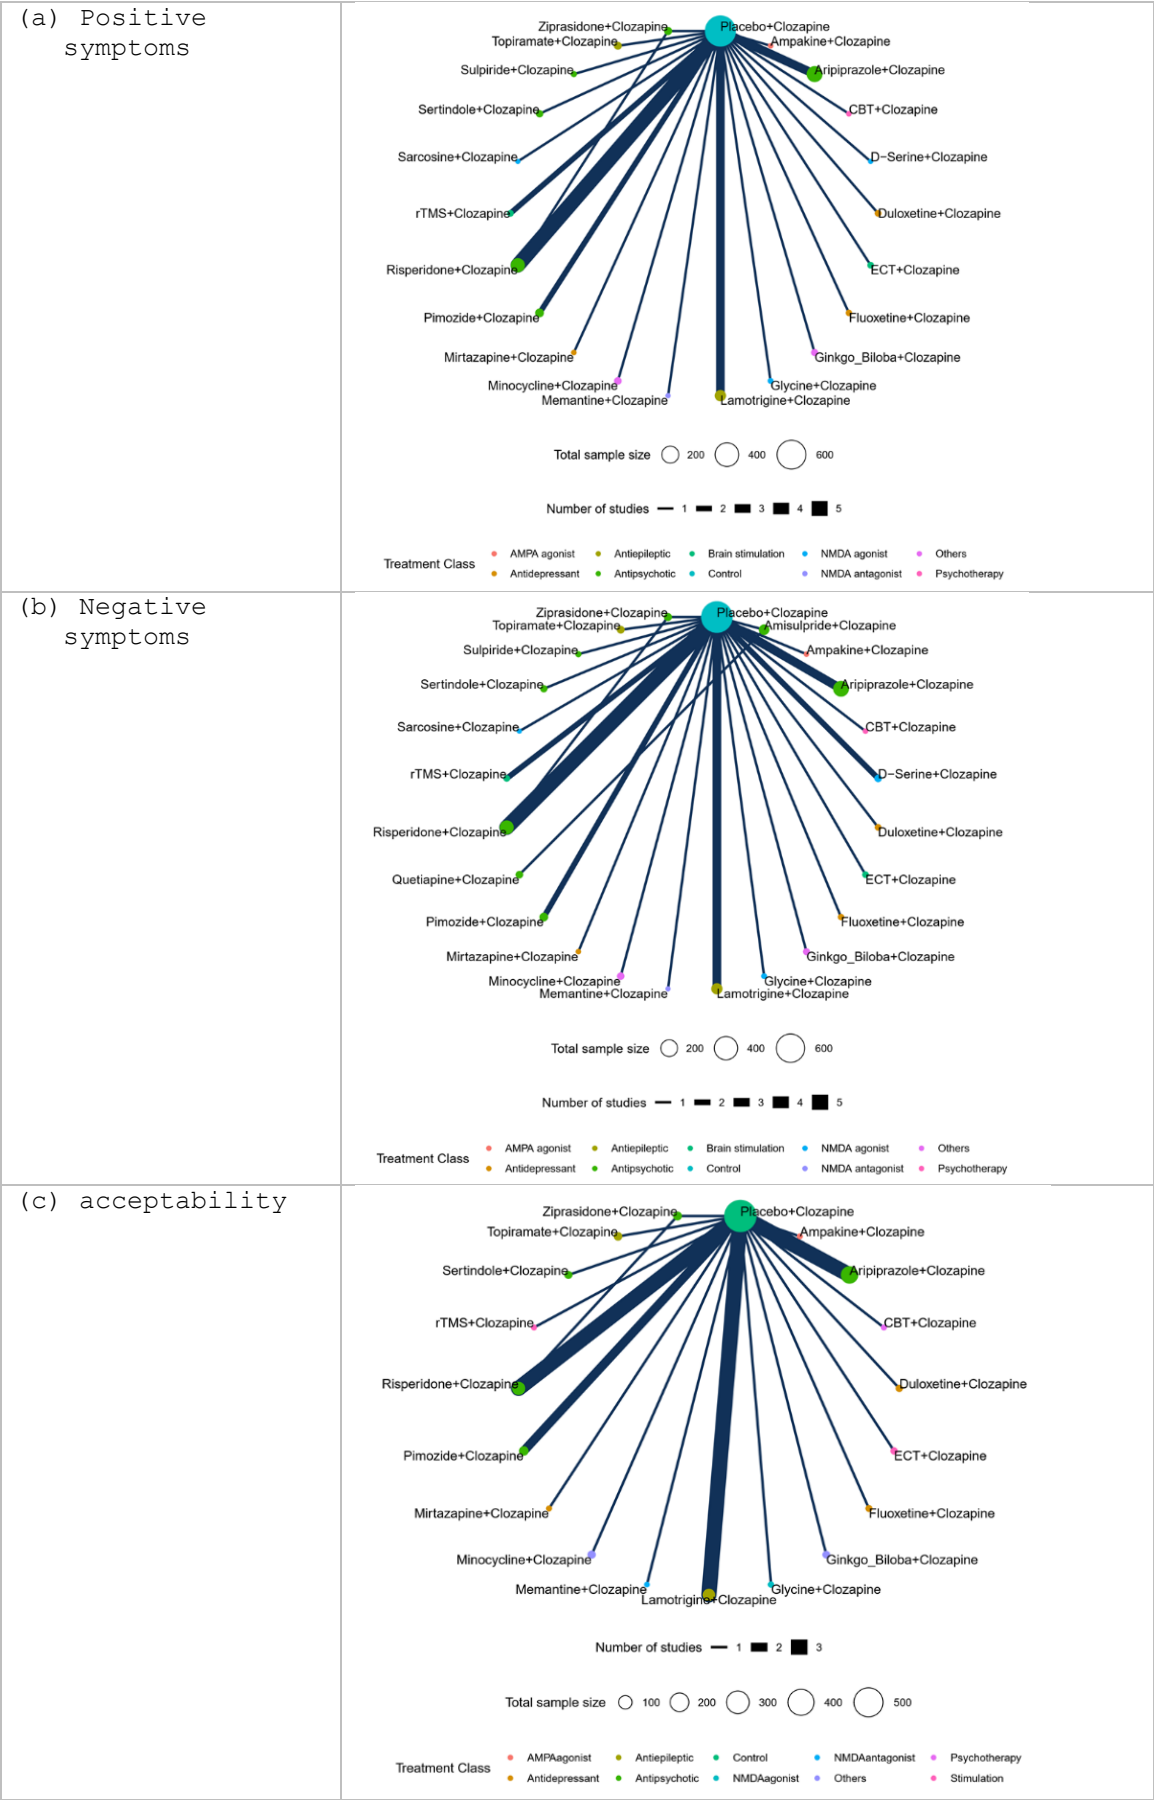 (a) Positive
symptoms
Ziprasidone+Clozapine
Placebo+Clozapine
Topiramate+Clozapine
Ampakine+Clozapine
Sulpiride+Clozapine
Aripiprazole+Clozapine
Sertindole+Clozapine
CBT+Clozapine
Sarcosine+Clozapine
D−Serine+Clozapine
rTMS+Clozapine
Duloxetine+Clozapine
Risperidone+Clozapine
ECT+Clozapine
Pimozide+Clozapine
Fluoxetine+Clozapine
Mirtazapine+Clozapine
Ginkgo_Biloba+Clozapine
Minocycline+Clozapine
Glycine+Clozapine
Memantine+Clozapine
Lamotrigine+Clozapine
Total sample size 200 400 600
Number of studies 1 2 3 4 5
Treatment Class
AMPA agonist Antiepileptic Brain stimulation NMDA agonist Others
Antidepressant Antipsychotic Control NMDA antagonist Psychotherapy
(b) Negative
symptoms
Ziprasidone+Clozapine
Placebo+Clozapine
Topiramate+Clozapine
Amisulpride+Clozapine
Sulpiride+Clozapine
Ampakine+Clozapine
Sertindole+Clozapine
Aripiprazole+Clozapine
Sarcosine+Clozapine
CBT+Clozapine
rTMS+Clozapine
D−Serine+Clozapine
Risperidone+Clozapine
Duloxetine+Clozapine
Quetiapine+Clozapine
ECT+Clozapine
Pimozide+Clozapine
Fluoxetine+Clozapine
Mirtazapine+Clozapine
Ginkgo_Biloba+Clozapine
Minocycline+Clozapine
Glycine+Clozapine
Memantine+Clozapine
Lamotrigine+Clozapine
Total sample size 200 400 600
Number of studies 1 2 3 4 5
Treatment Class
AMPA agonist Antiepileptic Brain stimulation NMDA agonist Others
Antidepressant Antipsychotic Control NMDA antagonist Psychotherapy
(c) acceptability
Ziprasidone+Clozapine
Placebo+Clozapine
Topiramate+Clozapine
Ampakine+Clozapine
Sertindole+Clozapine
Aripiprazole+Clozapine
rTMS+Clozapine
CBT+Clozapine
Risperidone+Clozapine
Duloxetine+Clozapine
Pimozide+Clozapine
ECT+Clozapine
Mirtazapine+Clozapine
Fluoxetine+Clozapine
Minocycline+Clozapine
Ginkgo_Biloba+Clozapine
Memantine+Clozapine
Glycine+Clozapine
Lamotrigine+Clozapine
Number of studies 1 2 3
Total sample size 100 200 300 400 500
Treatment Class
AMPAagonist Antiepileptic Control NMDAantagonist Psychotherapy
Antidepressant Antipsychotic NMDAagonist Others Stimulation